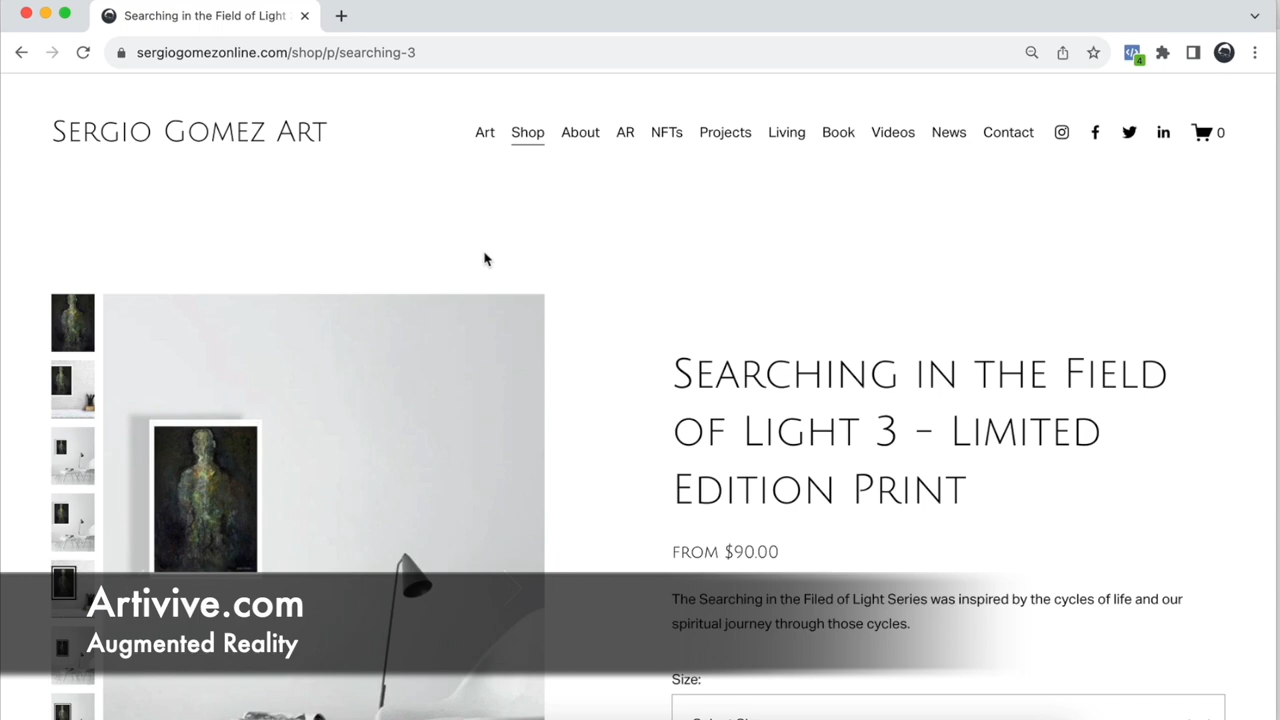 Searching in the Field of Light
sergiogomezonline.com/shop/p/searching-3
4
SERGIO GOMEZ ART
Art Shop About AR NFTs Projects Living Book Videos News Contact 0
SEARCHING IN THE FIELD
OF LIGHT 3 - LIMITED
EDITION PRINT
FROM $90.00
The Searching in the Filed of Light Series was inspired by the cycles of life and our
spiritual journey through those cycles.
Size:
Artivive.com
Augmented Reality